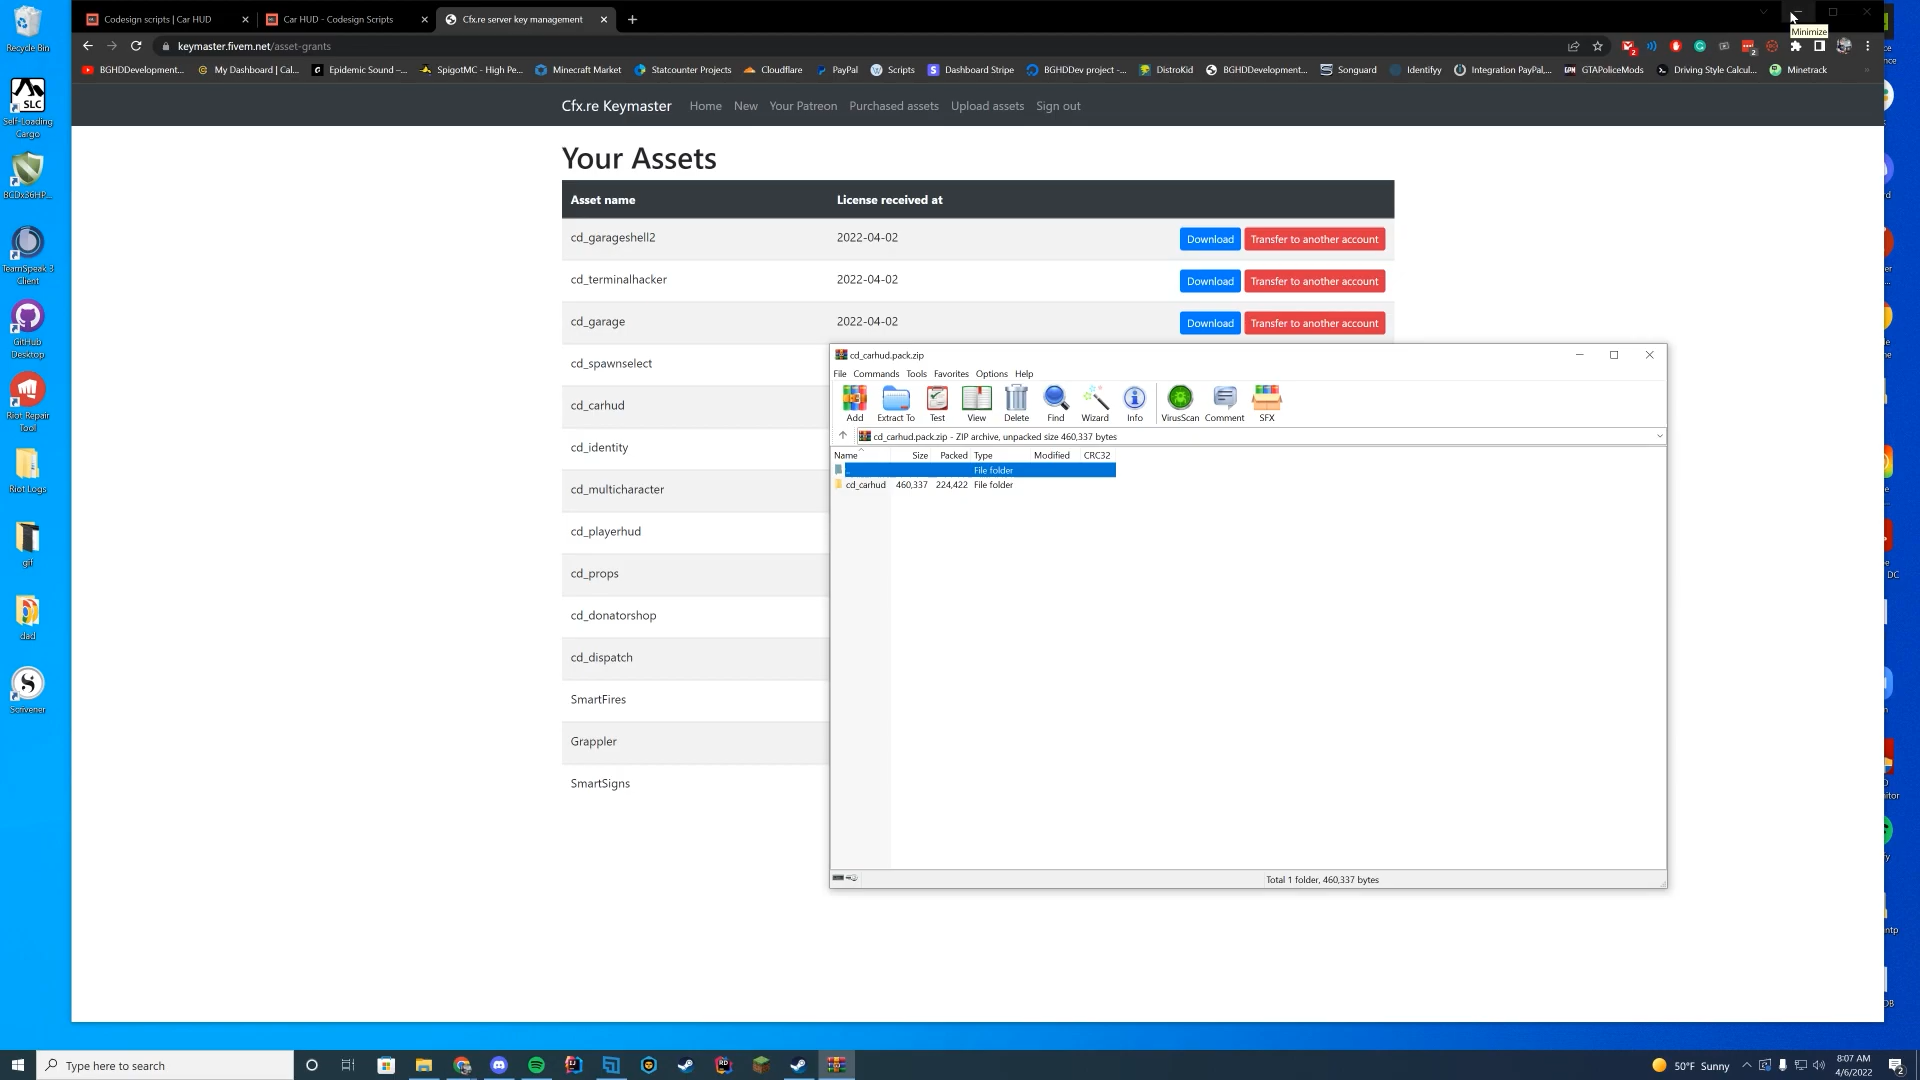 Recycle Bin
Self-Loading
Cargo
TeamSpeak 3
Client
GitHub
Desktop
Riot Repair
Tool
Riot Logs
gif
dad
Scrivener
SLC
Codesign scripts | Car HUD
Car HUD - Codesign Scripts
Cfx.re server key management
Minimize
keymaster.fivem.net/asset-grants
BGHDDevelopment...
My Dashboard | Cal...
Epidemic Sound –...
SpigotMC - High Pe...
Minecraft Market
Statcounter Projects
Cloudflare
PayPal
Scripts
Dashboard Stripe
BGHDDev project -...
DistroKid
BGHDDevelopment...
Songuard
Identifyy
Integration PayPal,...
GTAPoliceMods
Driving Style Calcul...
Minetrack
Cfx.re Keymaster
Home
New
Your Patreon
Purchased assets
Upload assets
Sign out
Your Assets
Asset name
License received at
cd_garageshell2
2022-04-02
Download
Transfer to another account
cd_terminalhacker
2022-04-02
Download
Transfer to another account
cd_garage
2022-04-02
Download
Transfer to another account
cd_spawnselect
cd_carhud
cd_identity
cd_multicharacter
cd_playerhud
cd_props
cd_donatorshop
cd_dispatch
SmartFires
Grappler
SmartSigns
cd_carhud.pack.zip
File Commands Tools Favorites Options Help
Add
Extract To
Test
View
Delete
Find
Wizard
Info
VirusScan
Comment
SFX
cd_carhud.pack.zip - ZIP archive, unpacked size 460,337 bytes
Name Size Packed Type Modified CRC32
.. File folder
cd_carhud 460,337 224,422 File folder
Total 1 folder, 460,337 bytes
Type here to search
50°F Sunny
8:07 AM
4/6/2022
2